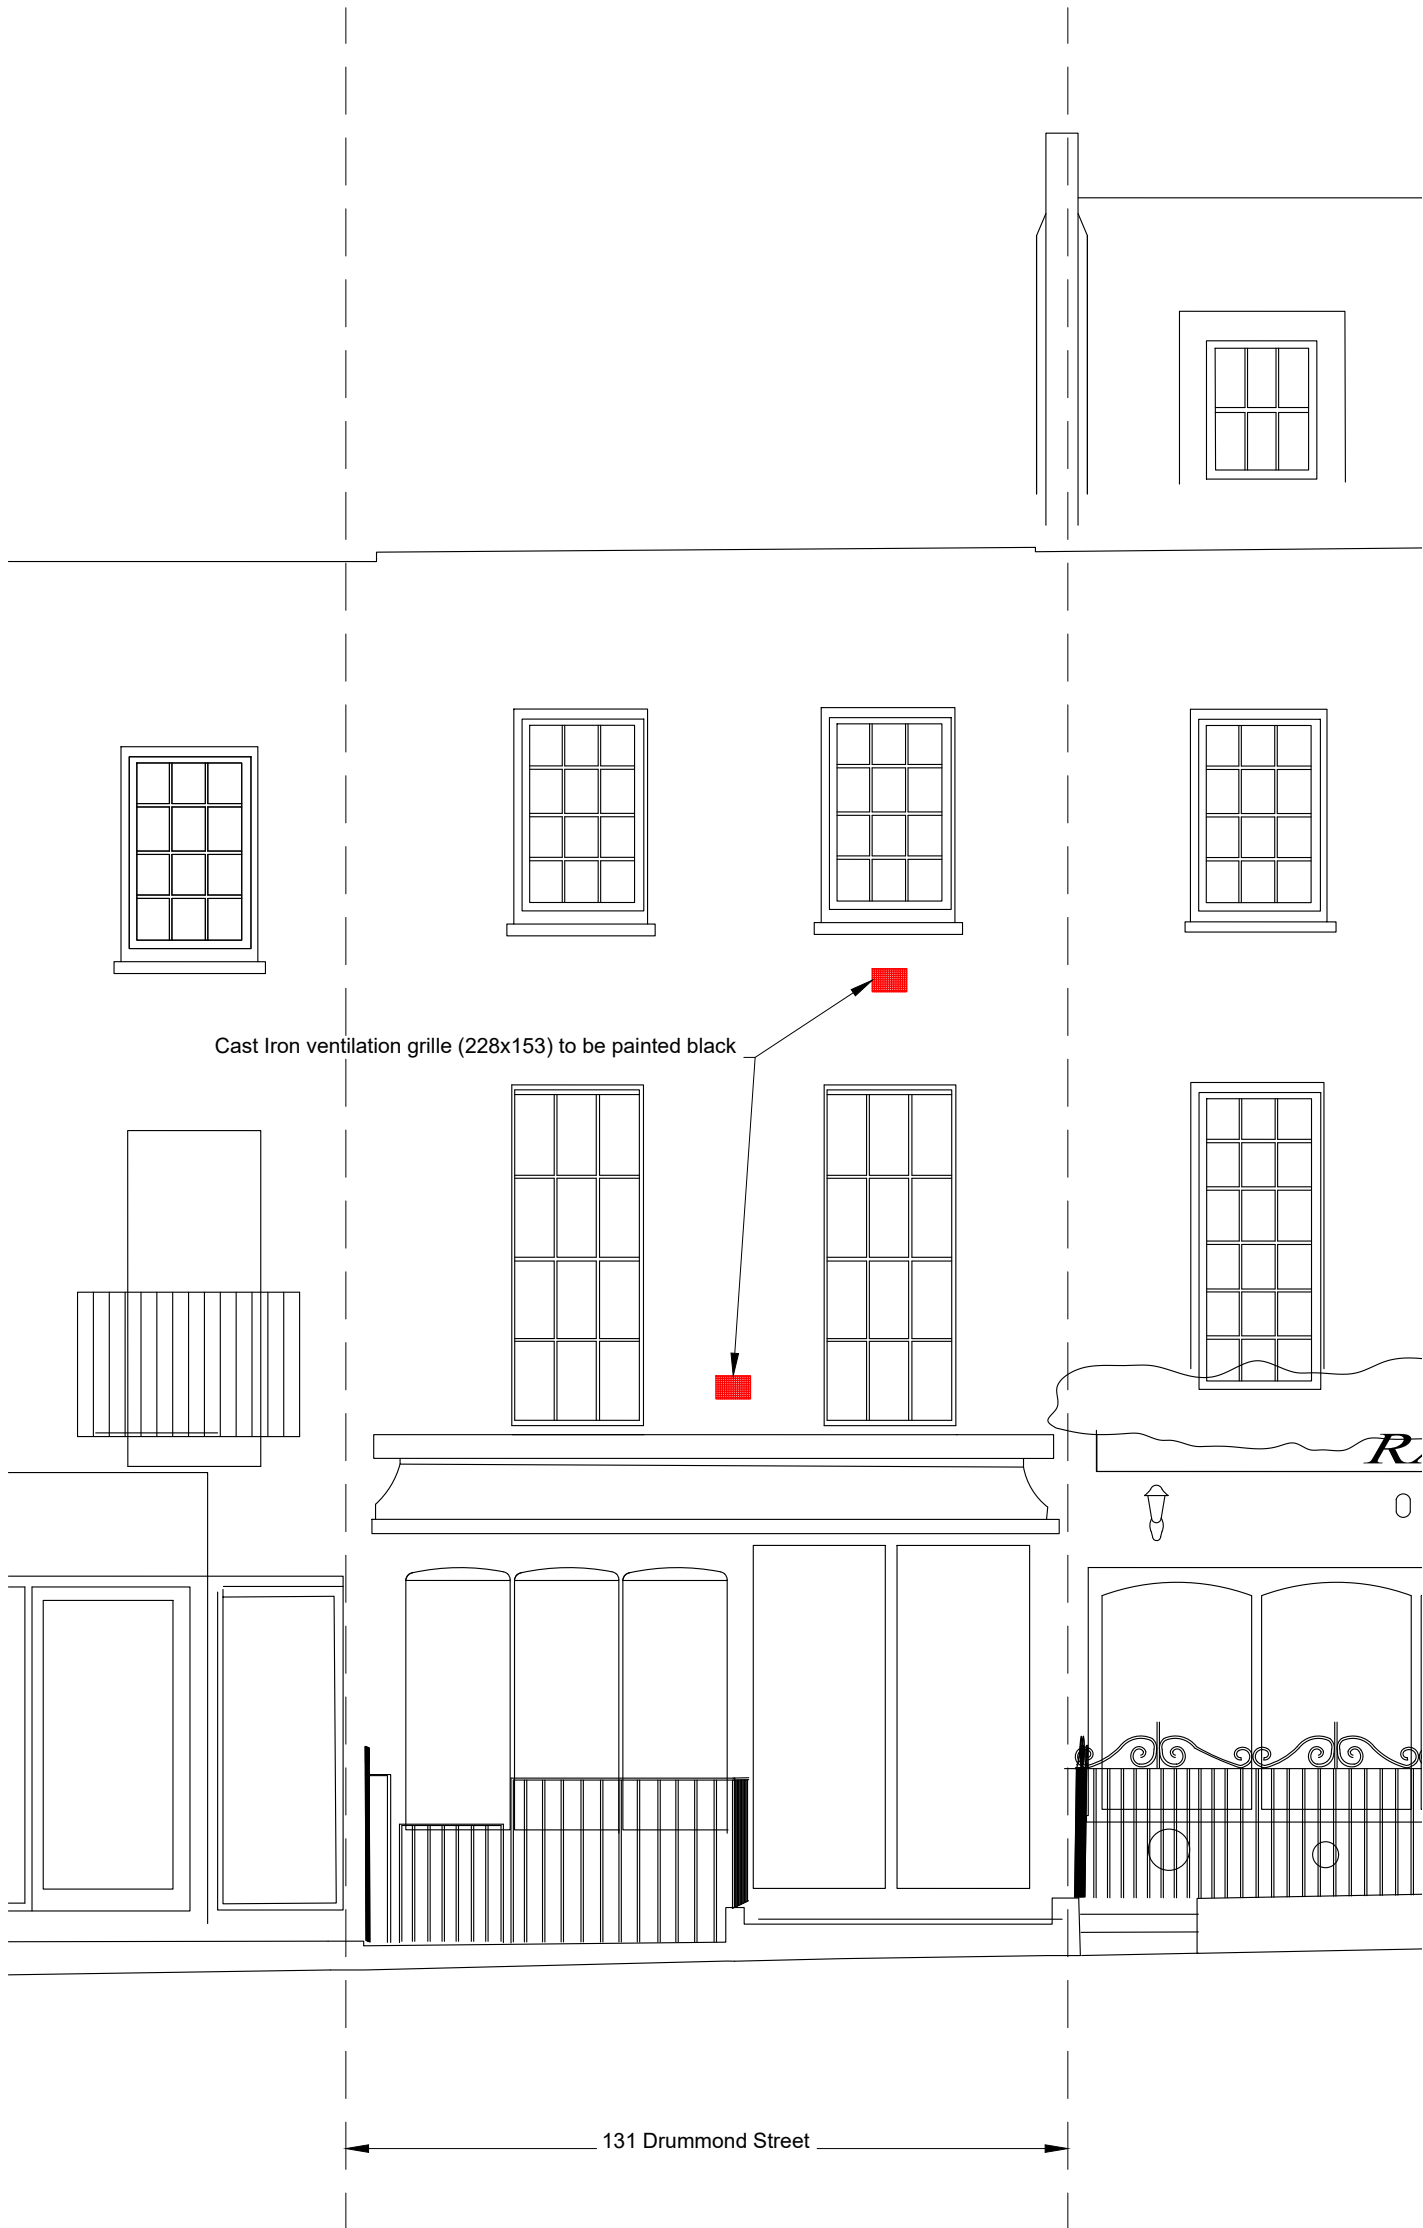 Cast Iron ventilation grille (228x153) to be painted black
131 Drummond Street